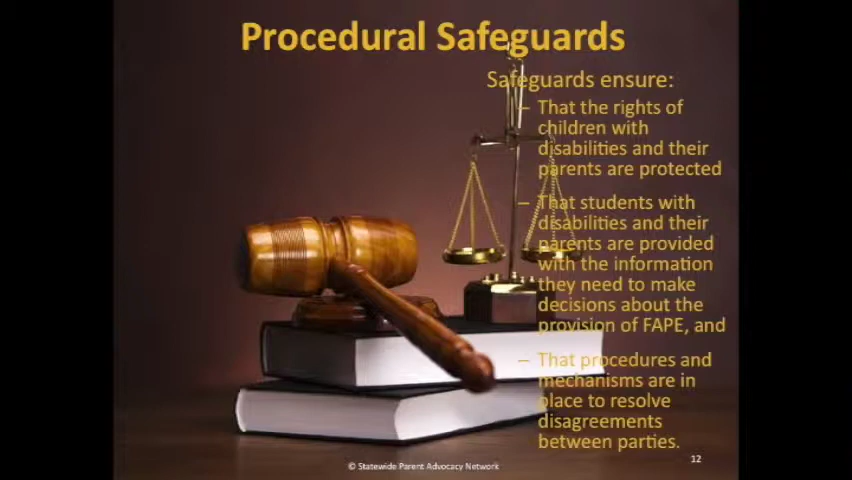 Procedural Safeguards
Safeguards ensure:
– That the rights of
children with
disabilities and their
parents are protected
– That students with
disabilities and their
parents are provided
with the information
they need to make
decisions about the
provision of FAPE, and
– That procedures and
mechanisms are in
place to resolve
disagreements
between parties.
12
© Statewide Parent Advocacy Network